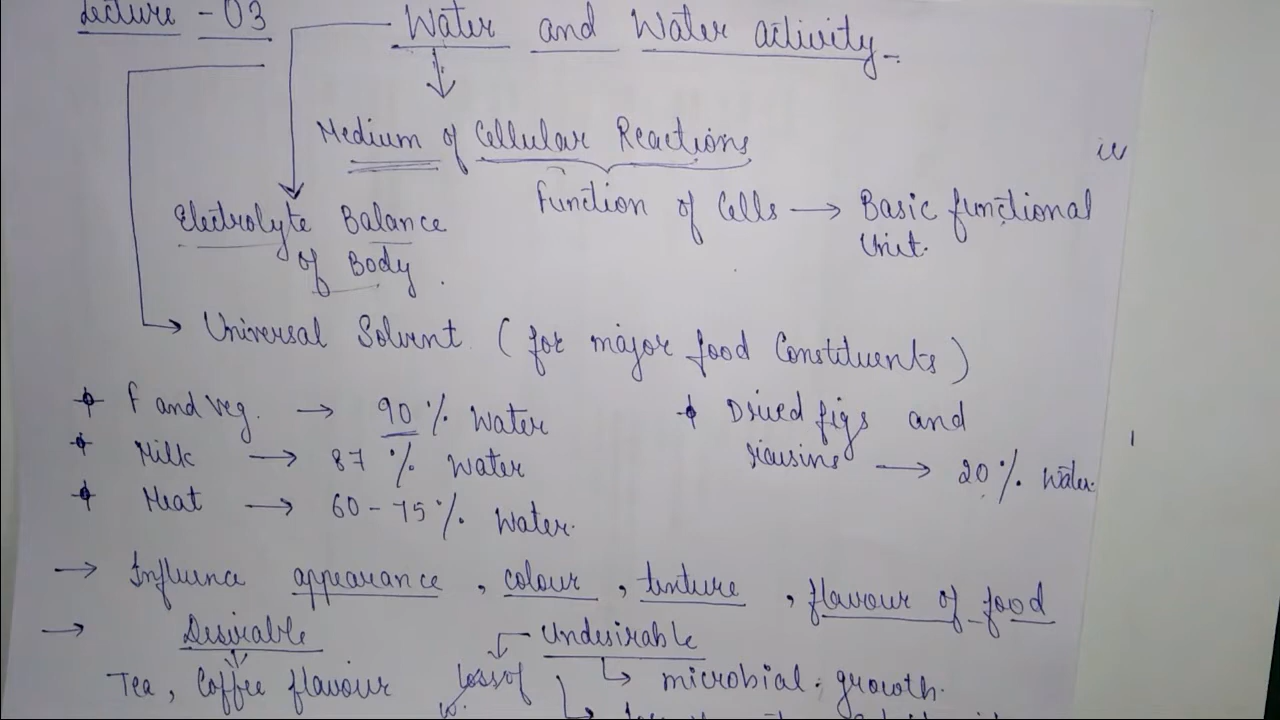 Lecture - 03
Water and Water activity -
Medium of Cellular Reactions
Function of Cells → Basic functional
Unit.
Electrolyte Balance
of Body.
Universal Solvent (for major food Constituents)
F and Veg. → 90% Water
Milk → 87% Water
Meat → 60 - 75% Water.
Dried figs and
raisins → 20% Water.
→ Influence appearance, colour, texture, flavour of food
→ Desirable
Undesirable
Tea, Coffee flavour
loss of
microbial growth.